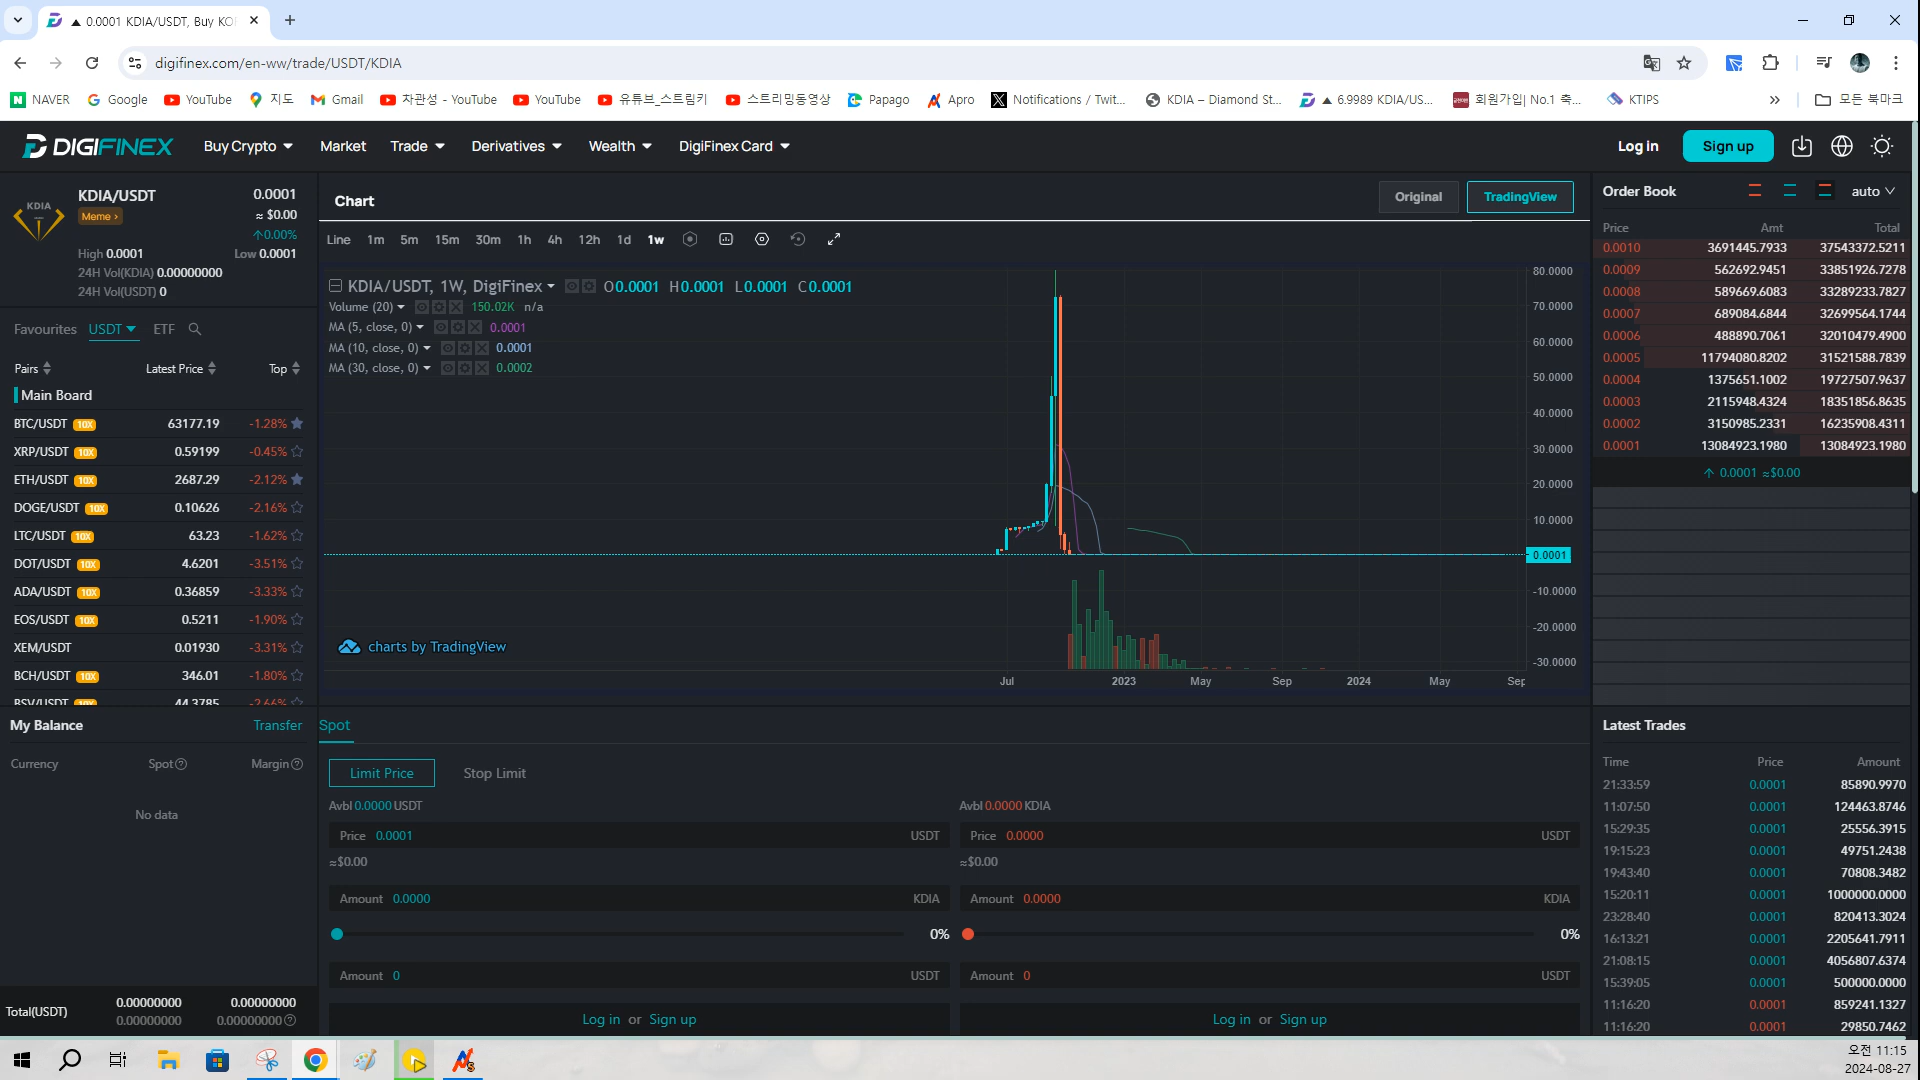 ▲ 0.0001 KDIA/USDT, Buy KDI
digifinex.com/en-ww/trade/USDT/KDIA
NAVER Google YouTube 지도 Gmail 차관성 - YouTube YouTube 유튜브_스트림키 스트리밍동영상 Papago Apro Notifications / Twit... KDIA – Diamond St... ▲ 6.9989 KDIA/US... 회원가입| No.1 축... KTIPS » 모든 북마크
DIGIFINEX Buy Crypto Market Trade Derivatives Wealth DigiFinex Card Log in Sign up
KDIA
KDIA/USDT 0.0001
Meme › ≈ $0.00
↑0.00%
High 0.0001 Low 0.0001
24H Vol(KDIA) 0.00000000
24H Vol(USDT) 0
Favourites USDT ETF
Pairs Latest Price Top
Main Board
BTC/USDT 10X 63177.19 -1.28%
XRP/USDT 10X 0.59199 -0.45%
ETH/USDT 10X 2687.29 -2.12%
DOGE/USDT 10X 0.10626 -2.16%
LTC/USDT 10X 63.23 -1.62%
DOT/USDT 10X 4.6201 -3.51%
ADA/USDT 10X 0.36859 -3.33%
EOS/USDT 10X 0.5211 -1.90%
XEM/USDT 0.01930 -3.31%
BCH/USDT 10X 346.01 -1.80%
BSV/USDT 10X 44.3785 -2.66%
My Balance Transfer
Currency Spot Margin
No data
Total(USDT) 0.00000000 0.00000000
0.00000000 0.00000000
Chart Original TradingView
Line 1m 5m 15m 30m 1h 4h 12h 1d 1w
KDIA/USDT, 1W, DigiFinex O0.0001 H0.0001 L0.0001 C0.0001
Volume (20) 150.02K n/a
MA (5, close, 0) 0.0001
MA (10, close, 0) 0.0001
MA (30, close, 0) 0.0002
80.0000
70.0000
60.0000
50.0000
40.0000
30.0000
20.0000
10.0000
0.0001
-10.0000
-20.0000
-30.0000
charts by TradingView
Jul 2023 May Sep 2024 May Sep
Spot
Limit Price Stop Limit
Avbl 0.0000 USDT Avbl 0.0000 KDIA
Price 0.0001 USDT Price 0.0000 USDT
≈$0.00 ≈$0.00
Amount 0.0000 KDIA Amount 0.0000 KDIA
0% 0%
Amount 0 USDT Amount 0 USDT
Log in or Sign up Log in or Sign up
Order Book auto
Price Amt Total
0.0010 3691445.7933 37543372.5211
0.0009 562692.9451 33851926.7278
0.0008 589669.6083 33289233.7827
0.0007 689084.6844 32699564.1744
0.0006 488890.7061 32010479.4900
0.0005 11794080.8202 31521588.7839
0.0004 1375651.1002 19727507.9637
0.0003 2115948.4324 18351856.8635
0.0002 3150985.2331 16235908.4311
0.0001 13084923.1980 13084923.1980
↑ 0.0001 ≈$0.00
Latest Trades
Time Price Amount
21:33:59 0.0001 85890.9970
11:07:50 0.0001 124463.8746
15:29:35 0.0001 25556.3915
19:15:23 0.0001 49751.2438
19:43:40 0.0001 70808.3482
15:20:11 0.0001 1000000.0000
23:28:40 0.0001 820413.3024
16:13:21 0.0001 2205641.7911
21:08:15 0.0001 4056807.6374
15:39:05 0.0001 500000.0000
11:16:20 0.0001 859241.1327
11:16:20 0.0001 29850.7462
오전 11:15
2024-08-27